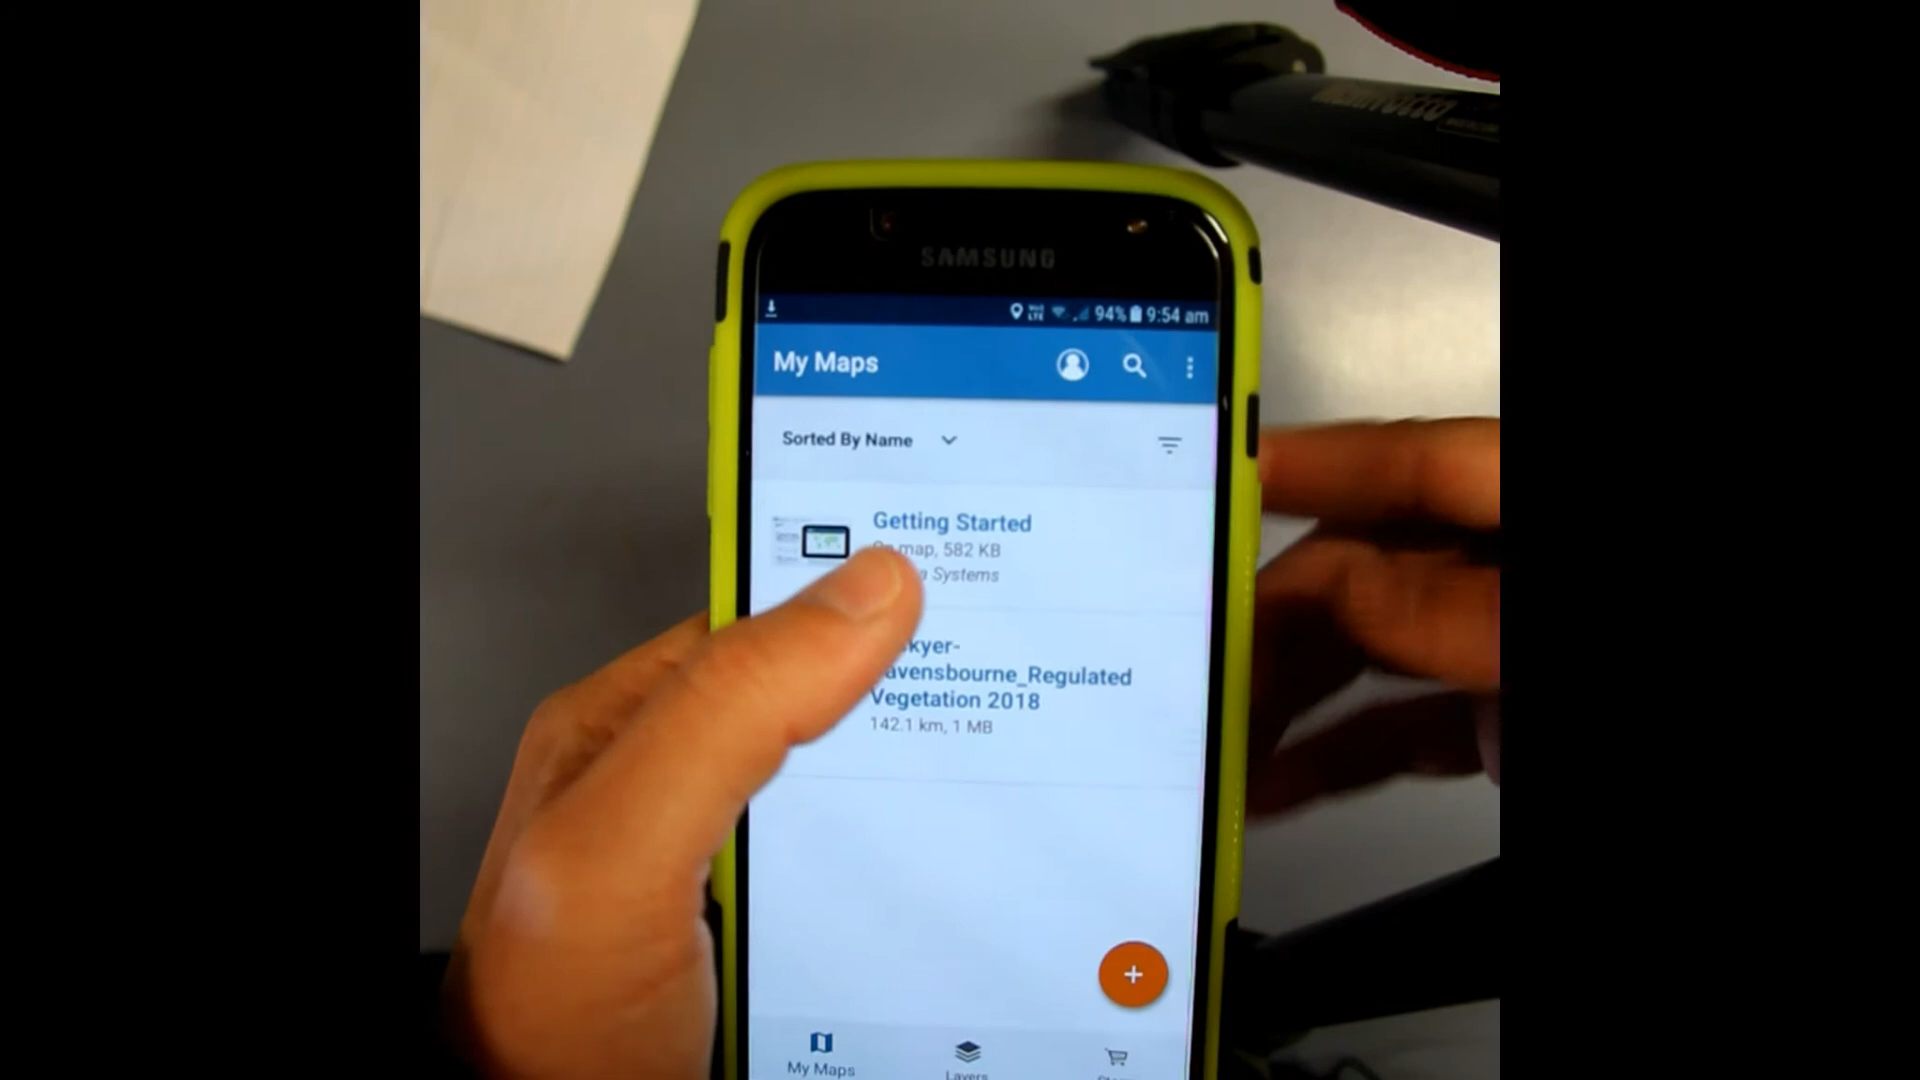 Manfrotto
SAMSUNG
94% 9:54 am
My Maps
Sorted By Name
Getting Started
map, 582 KB
Systems
kyer-
avensbourne_Regulated
Vegetation 2018
142.1 km, 1 MB
+
My Maps
Layers